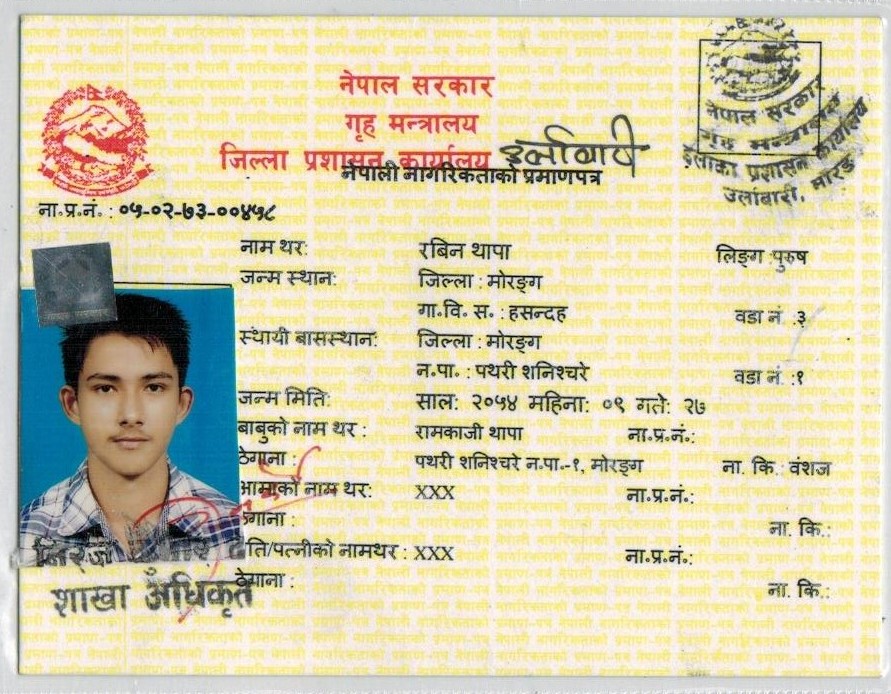 नेपाल सरकार
गृह मन्त्रालय
जिल्ला प्रशासन कार्यालय उर्लाबारी
नेपाली नागरिकताको प्रमाणपत्र
नेपाल सरकार
गृह मन्त्रालय
इलाका प्रशासन कार्यालय
उर्लाबारी, मोरङ
ना.प्र.नं. : ०५-०२-७३-००४५८
नाम थर: रबिन थापा लिङ्ग :पुरुष
जन्म स्थान: जिल्ला : मोरङ्ग
गा.वि. स. : हसन्दह वडा नं :३
स्थायी बासस्थान: जिल्ला : मोरङ्ग
न.पा. : पथरी शनिश्चरे वडा नं :१
जन्म मिति: साल: २०५४ महिना: ०९ गते: २७
बाबुको नाम थर : रामकाजी थापा ना.प्र.नं.:
ठेगाना : पथरी शनिश्चरे न.पा.-१, मोरङ्ग ना. कि.: वंशज
आमाको नाम थर: XXX ना.प्र.नं.:
ठेगाना : ना. कि.:
पति/पत्नीको नामथर : XXX ना.प्र.नं.:
ठेगाना : ना. कि.:
शाखा अधिकृत